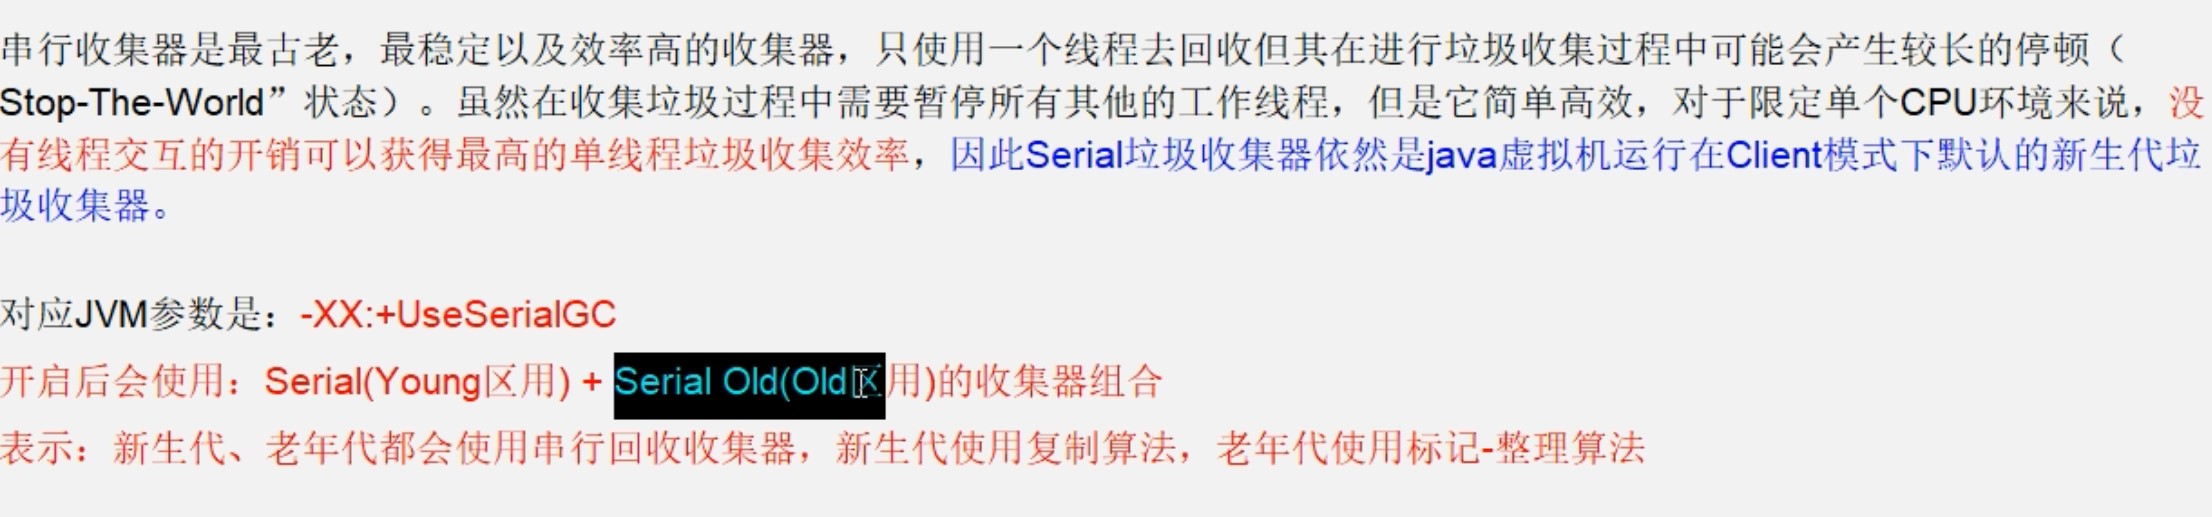 串行收集器是最古老，最稳定以及效率高的收集器，只使用一个线程去回收但其在进行垃圾收集过程中可能会产生较长的停顿（
Stop-The-World”状态）。虽然在收集垃圾过程中需要暂停所有其他的工作线程，但是它简单高效，对于限定单个CPU环境来说，没
有线程交互的开销可以获得最高的单线程垃圾收集效率，因此Serial垃圾收集器依然是java虚拟机运行在Client模式下默认的新生代垃
圾收集器。
对应JVM参数是：-XX:+UseSerialGC
开启后会使用：Serial(Young区用) + Serial Old(Old区用)的收集器组合
表示：新生代、老年代都会使用串行回收收集器，新生代使用复制算法，老年代使用标记-整理算法